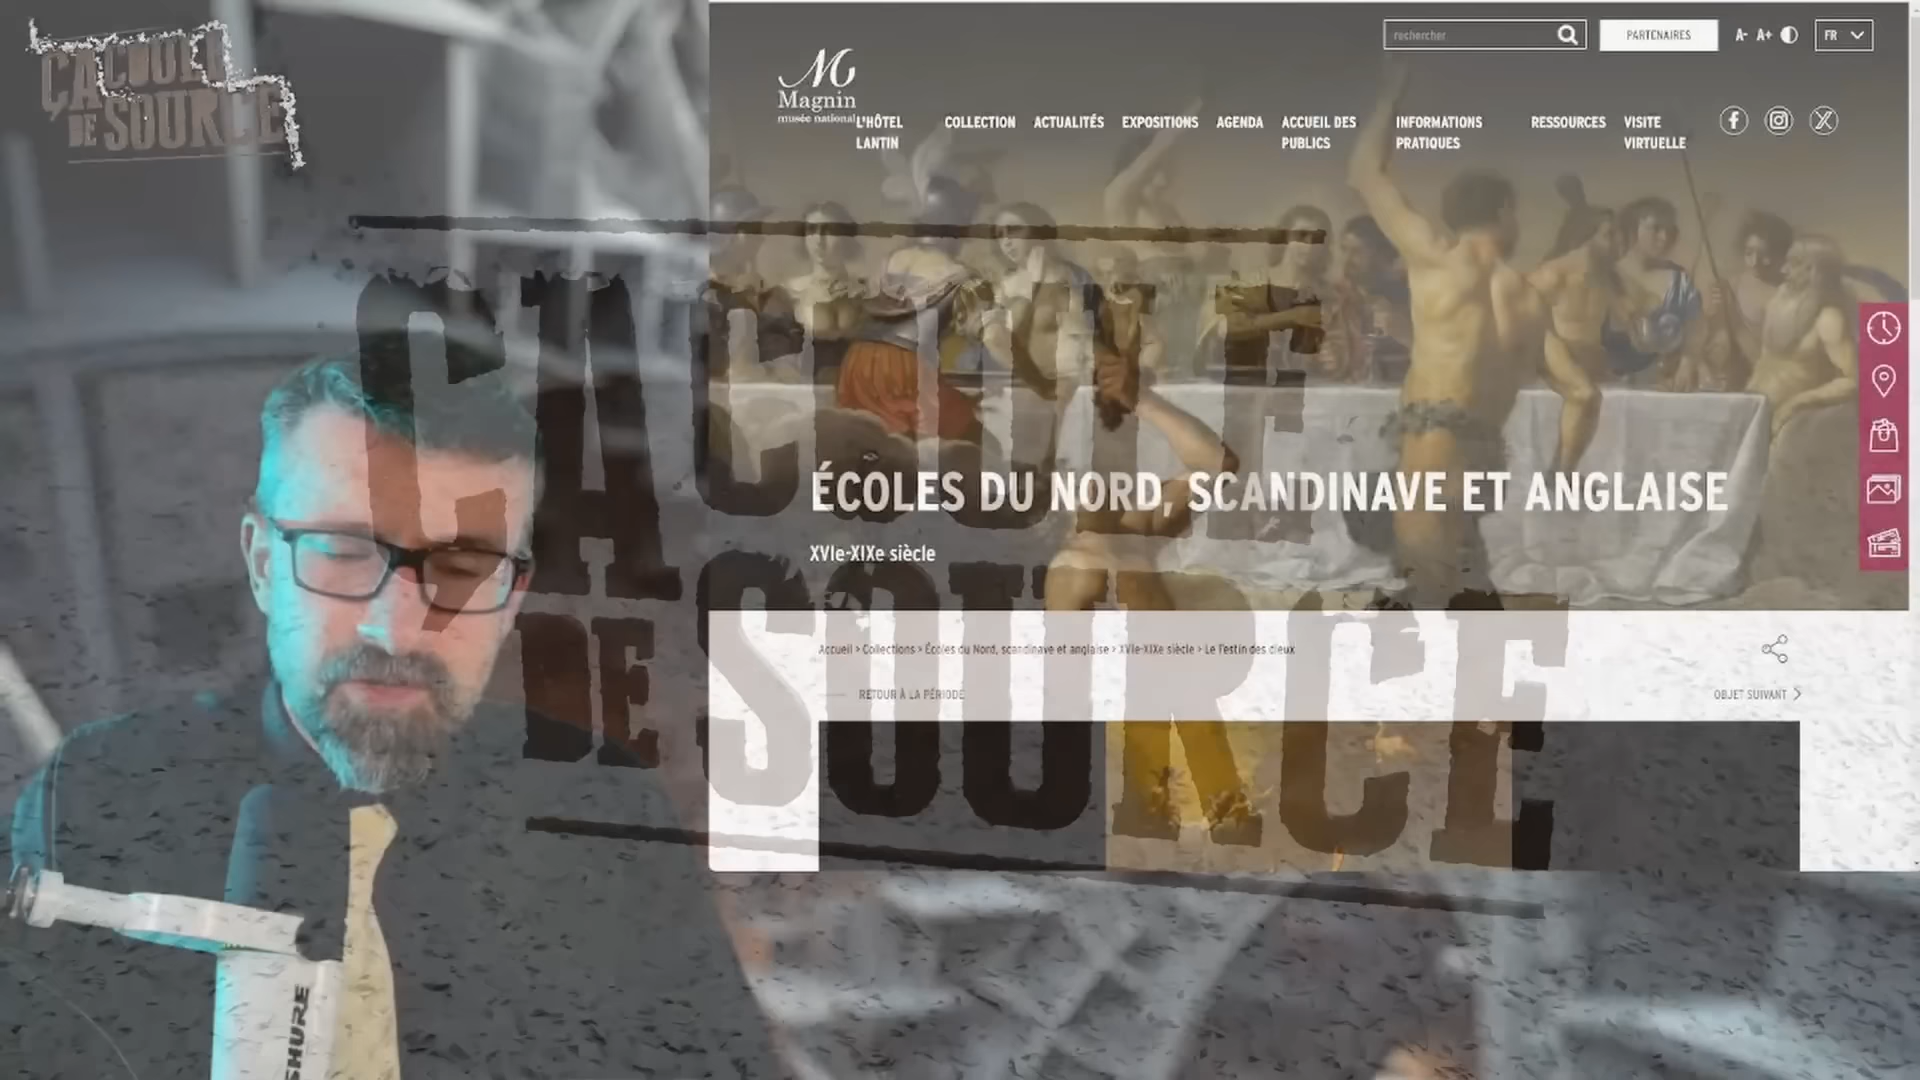 ÇA COULE
DE SOURCE
rechercher
PARTENAIRES
A- A+
FR
M
Magnin
musée national
L'HÔTEL LANTIN
COLLECTION
ACTUALITÉS
EXPOSITIONS
AGENDA
ACCUEIL DES PUBLICS
INFORMATIONS PRATIQUES
RESSOURCES
VISITE VIRTUELLE
ÇA COULE
DE SOURCE
ÉCOLES DU NORD, SCANDINAVE ET ANGLAISE
XVIe-XIXe siècle
Accueil > Collections > Écoles du Nord, scandinave et anglaise > XVIe-XIXe siècle > Le festin des dieux
RETOUR À LA PÉRIODE
OBJET SUIVANT >
SHURE